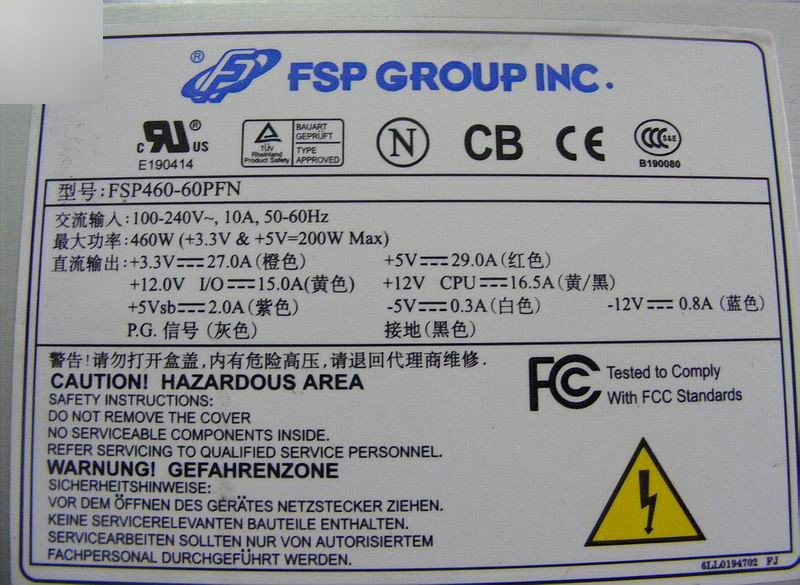 ® FSP GROUP INC.
c RU ® US
E190414
TÜV Rheinland Product Safety
BAUART GEPRÜFT
TYPE APPROVED
N
CB
CE
CCC S&E
B190080
型号:FSP460-60PFN
交流输入:100-240V~, 10A, 50-60Hz
最大功率:460W (+3.3V & +5V=200W Max)
直流输出:+3.3V⎓27.0A(橙色) +5V⎓29.0A(红色)
+12.0V I/O⎓15.0A(黄色) +12V CPU⎓16.5A(黄/黑)
+5Vsb⎓2.0A(紫色) -5V⎓0.3A(白色) -12V⎓0.8A(蓝色)
P.G. 信号(灰色) 接地(黑色)
警告!请勿打开盒盖,内有危险高压,请退回代理商维修.
CAUTION! HAZARDOUS AREA
SAFETY INSTRUCTIONS:
DO NOT REMOVE THE COVER
NO SERVICEABLE COMPONENTS INSIDE.
REFER SERVICING TO QUALIFIED SERVICE PERSONNEL.
WARNUNG! GEFAHRENZONE
SICHERHEITSHINWEISE:
VOR DEM ÖFFNEN DES GERÄTES NETZSTECKER ZIEHEN.
KEINE SERVICERELEVANTEN BAUTEILE ENTHALTEN.
SERVICEARBEITEN SOLLTEN NUR VON AUTORISIERTEM
FACHPERSONAL DURCHGEFÜHRT WERDEN.
FCC Tested to Comply
With FCC Standards
6LL0194702 FJ